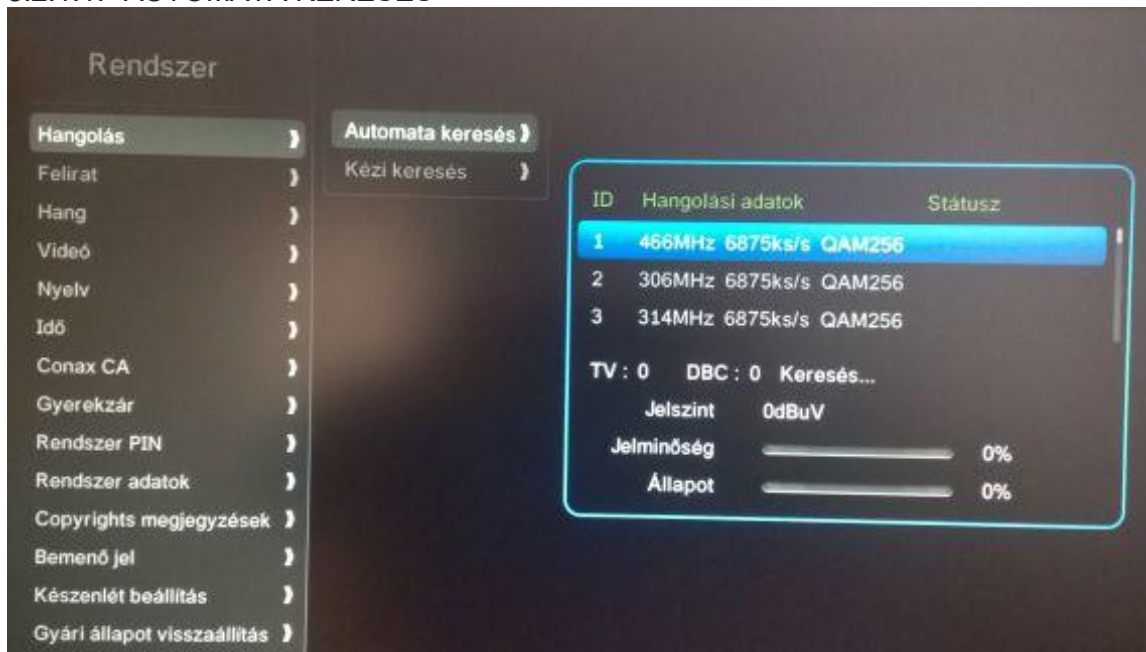 Rendszer
Hangolás
Felirat
Hang
Videó
Nyelv
Idő
Conax CA
Gyerekzár
Rendszer PIN
Rendszer adatok
Copyrights megjegyzések
Bemenő jel
Készenlét beállítás
Gyári állapot visszaállítás
Automata keresés
Kézi keresés
ID Hangolási adatok Státusz
1 466MHz 6875ks/s QAM256
2 306MHz 6875ks/s QAM256
3 314MHz 6875ks/s QAM256
TV : 0 DBC : 0 Keresés...
Jelszint 0dBuV
Jelminőség 0%
Állapot 0%